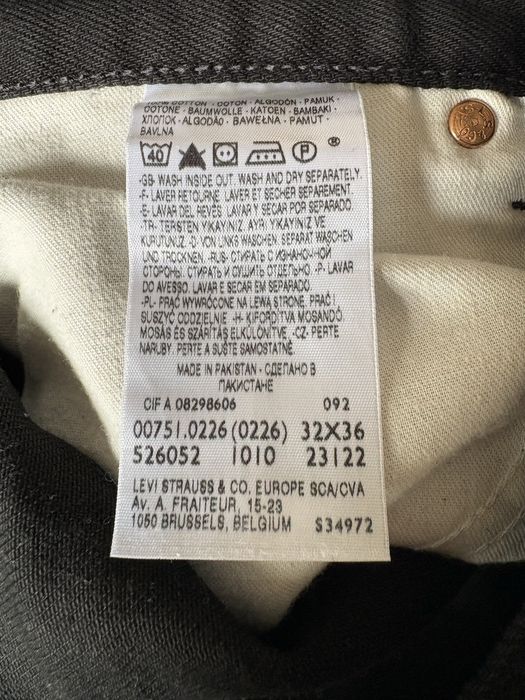 100% COTTON - COTON - ALGODÓN - PAMUK -
COTONE - BAUMWOLLE - KATOEN - BAMBAKI -
ХЛОПОК - ALGODÃO - BAWEŁNA - PAMUT -
BAVLNA
40 P
-GB- WASH INSIDE OUT. WASH AND DRY SEPARATELY.
-F- LAVER RETOURNE. LAVER ET SECHER SEPAREMENT.
-E- LAVAR DEL REVÉS. LAVAR Y SECAR POR SEPARADO.
-TR- TERSTEN YIKAYINIZ. AYRI YIKAYINIZ VE
KURUTUNUZ. -D- VON LINKS WASCHEN. SEPARAT WASCHEN
UND TROCKNEN. -RUS- СТИРАТЬ С ИЗНАНОЧНОЙ
СТОРОНЫ. СТИРАТЬ И СУШИТЬ ОТДЕЛЬНО. -P- LAVAR
DO AVESSO. LAVAR E SECAR EM SEPARADO.
-PL- PRAĆ WYWRÓCONE NA LEWĄ STRONĘ. PRAĆ I
SUSZYĆ ODDZIELNIE. -H- KIFORDÍTVA MOSANDÓ.
MOSÁS ÉS SZÁRÍTÁS ELKÜLÖNÍTVE. -CZ- PERTE
NARUBY. PERTE A SUŠTE SAMOSTATNĚ.
MADE IN PAKISTAN - СДЕЛАНО В
ПАКИСТАНЕ
CIF A 08298606 092
00751.0226 (0226) 32X36
526052 1010 23122
LEVI STRAUSS & CO. EUROPE SCA/CVA
Av. A. FRAITEUR, 15-23
1050 BRUSSELS, BELGIUM S34972